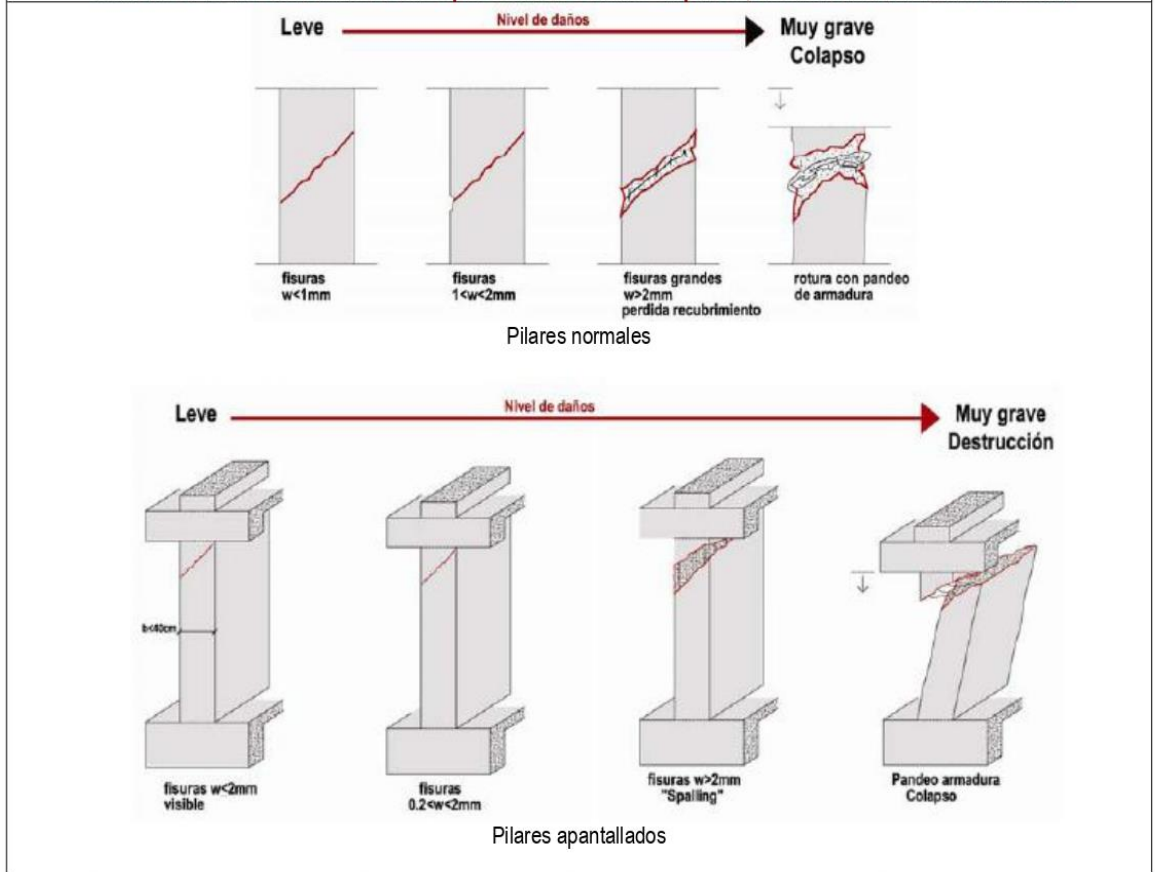 Nivel de daños
Leve
Muy grave
Colapso
fisuras
w<1mm
fisuras
1<w<2mm
fisuras grandes
w>2mm
perdida recubrimiento
rotura con pandeo
de armadura
Pilares normales
Nivel de daños
Leve
Muy grave
Destrucción
b<40cm
fisuras w<2mm
visible
fisuras
0.2<w<2mm
fisuras w>2mm
"Spalling"
Pandeo armadura
Colapso
Pilares apantallados